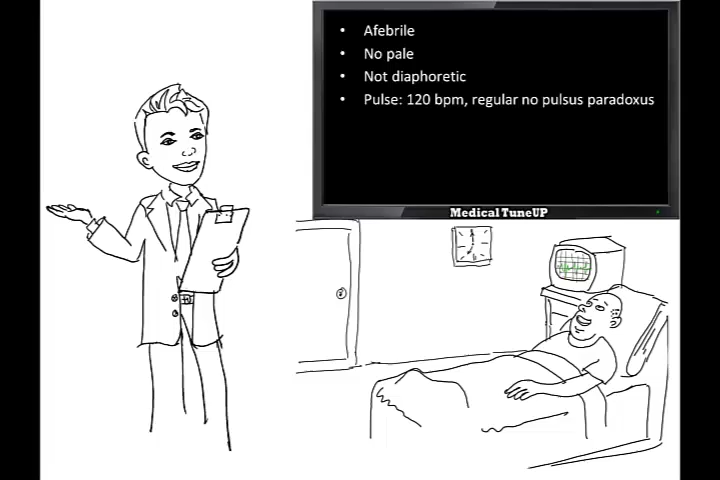 • Afebrile
• No pale
• Not diaphoretic
• Pulse: 120 bpm, regular no pulsus paradoxus
Medical TuneUP